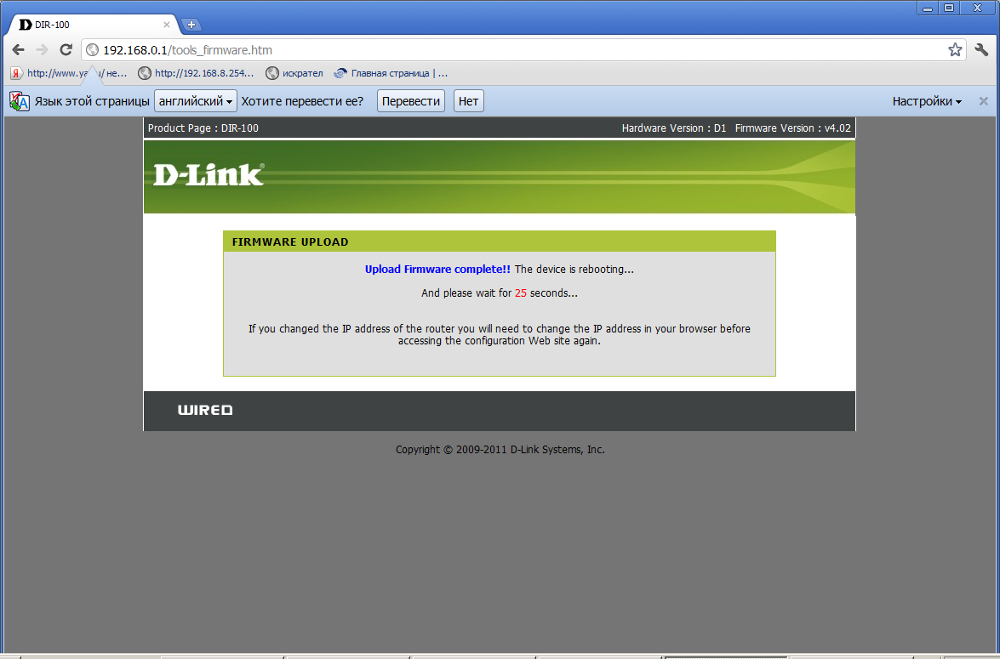 DIR-100
192.168.0.1/tools_firmware.htm
http://www.ya /не... http://192.168.8.254... искрател Главная страница | ...
Язык этой страницы английский Хотите перевести ее? Перевести Нет Настройки
Product Page : DIR-100 Hardware Version : D1 Firmware Version : v4.02
D-Link®
FIRMWARE UPLOAD
Upload Firmware complete!! The device is rebooting...
And please wait for 25 seconds...
If you changed the IP address of the router you will need to change the IP address in your browser before
accessing the configuration Web site again.
WIRED
Copyright © 2009-2011 D-Link Systems, Inc.